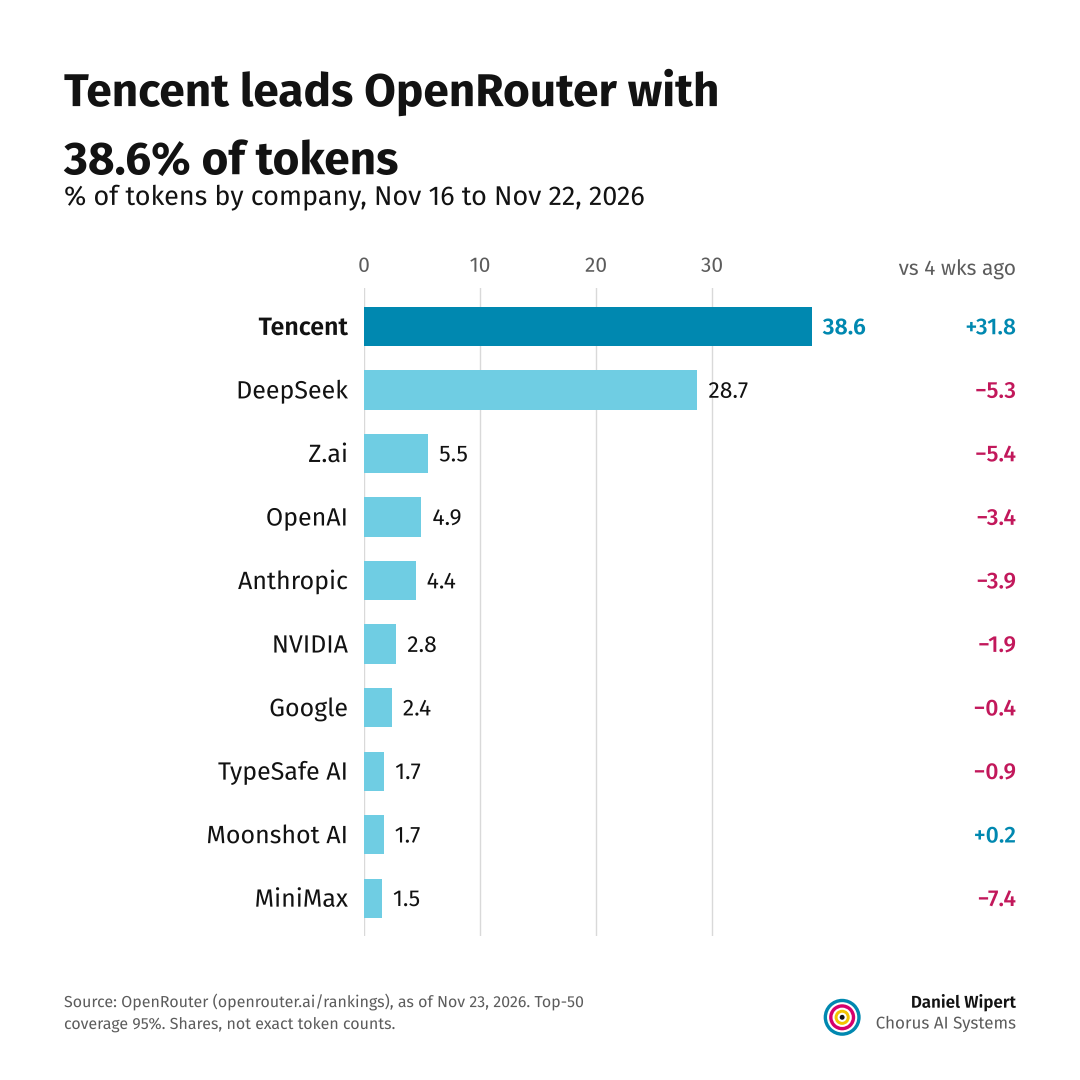 Tencent leads OpenRouter with
38.6% of tokens
% of tokens by company, Nov 16 to Nov 22, 2026
0 10 20 30 vs 4 wks ago
Tencent 38.6 +31.8
DeepSeek 28.7 −5.3
Z.ai 5.5 −5.4
OpenAI 4.9 −3.4
Anthropic 4.4 −3.9
NVIDIA 2.8 −1.9
Google 2.4 −0.4
TypeSafe AI 1.7 −0.9
Moonshot AI 1.7 +0.2
MiniMax 1.5 −7.4
Source: OpenRouter (openrouter.ai/rankings), as of Nov 23, 2026. Top-50
coverage 95%. Shares, not exact token counts.
Daniel Wipert
Chorus AI Systems